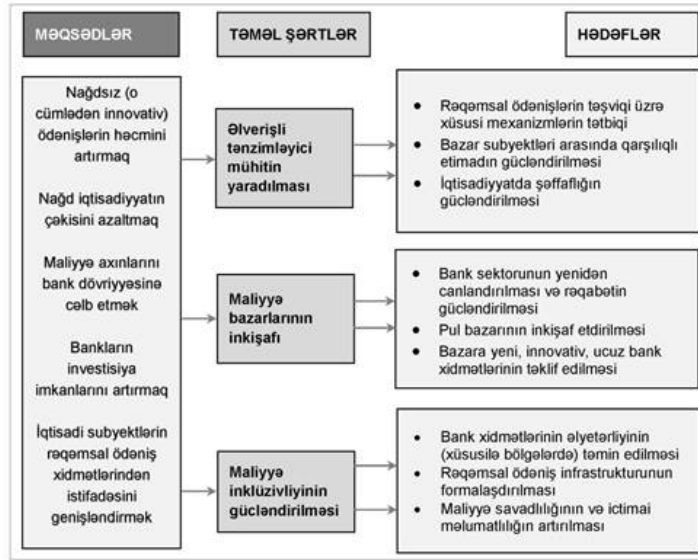 MƏQSƏDLƏR
TƏMƏL ŞƏRTLƏR
HƏDƏFLƏR
Nağdsız (o
cümlədən innovativ)
ödənişlərin həcmini
artırmaq
Nağd iqtisadiyyatın
çəkisini azaltmaq
Maliyyə axınlarını
bank dövriyyəsinə
cəlb etmək
Bankların
investisiya
imkanlarını artırmaq
İqtisadi subyektlərin
rəqəmsal ödəniş
xidmətlərindən
istifadəsini
genişləndirmək
Əlverişli
tənzimləyici
mühitin
yaradılması
Maliyyə
bazarlarının
inkişafı
Maliyyə
inklüzivliyinin
gücləndirilməsi
• Rəqəmsal ödənişlərin təşviqi üzrə
xüsusi mexanizmlərin tətbiqi
• Bazar subyektləri arasında qarşılıqlı
etimadın gücləndirilməsi
• İqtisadiyyatda şəffaflığın
gücləndirilməsi
• Bank sektorunun yenidən
canlandırılması və rəqabətin
gücləndirilməsi
• Pul bazarının inkişaf etdirilməsi
• Bazara yeni, innovativ, ucuz bank
xidmətlərinin təklif edilməsi
• Bank xidmətlərinin əlyetərliyinin
(xüsusilə bölgələrdə) təmin edilməsi
• Rəqəmsal ödəniş infrastrukturunun
formalaşdırılması
• Maliyyə savadlılığının və ictimai
məlumatlılığın artırılması